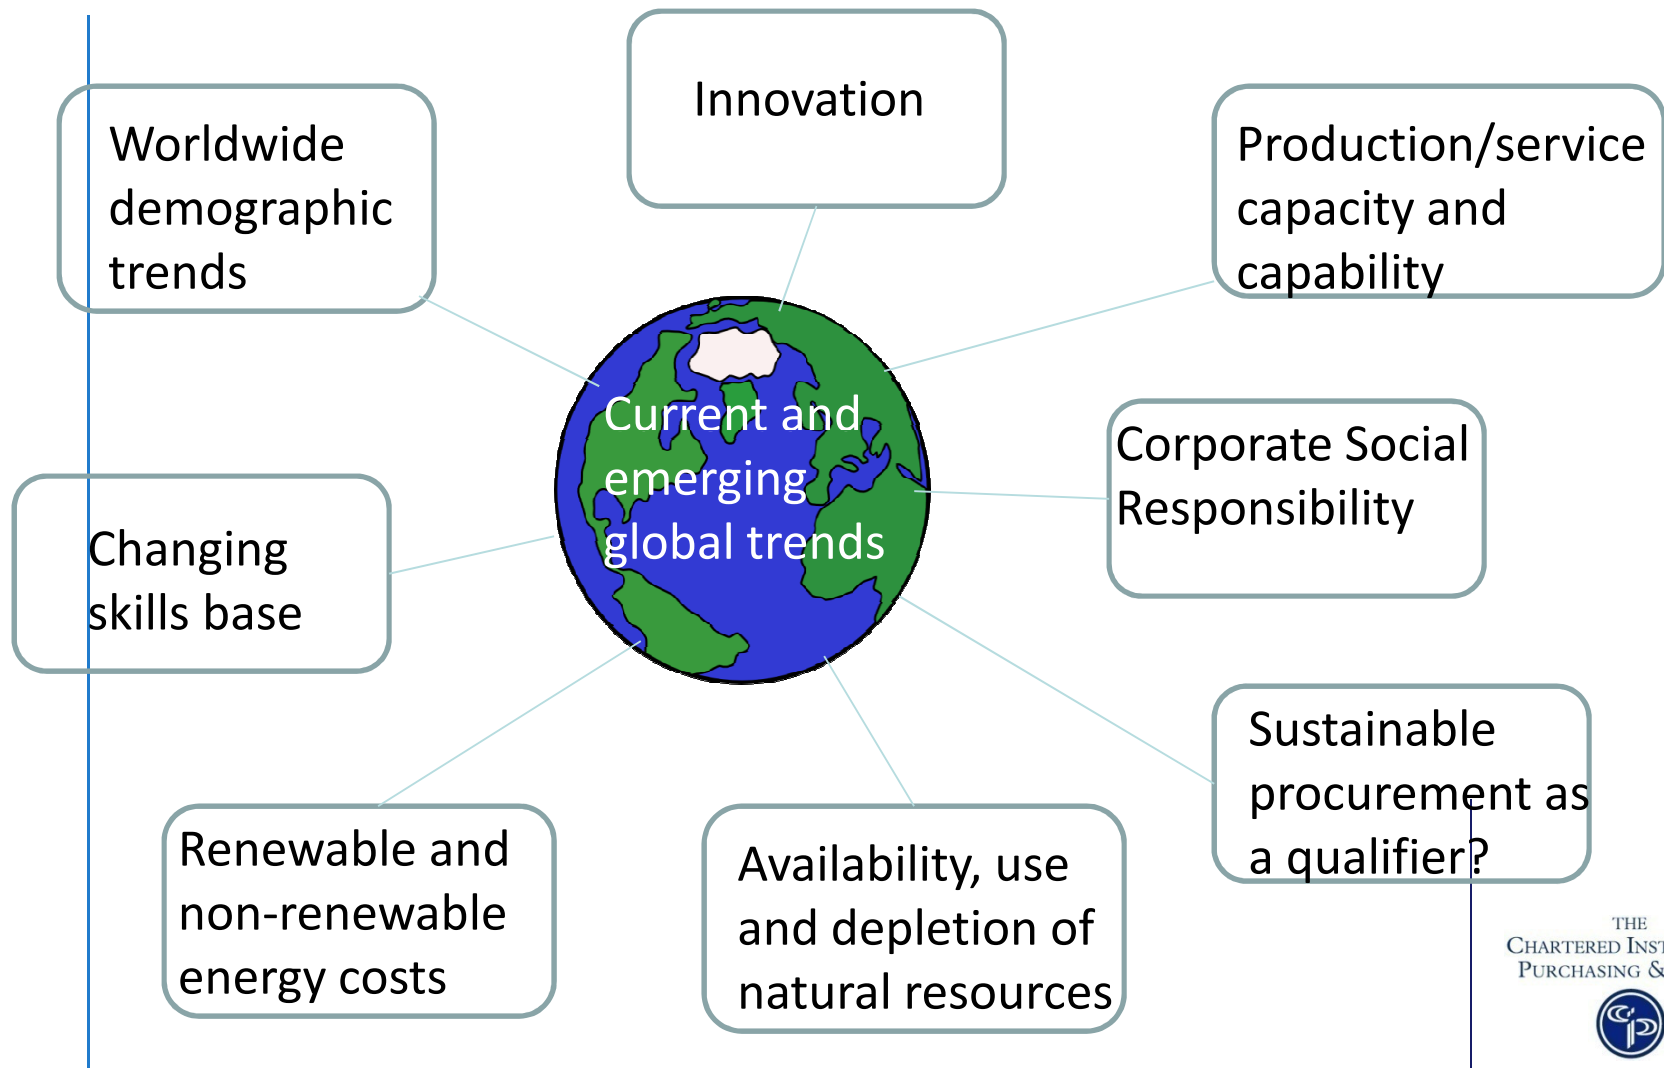 Innovation
Worldwide
demographic
trends
Production/service
capacity and
capability
Current and
emerging
global trends
Corporate Social
Responsibility
Changing
skills base
Sustainable
procurement as
a qualifier?
Renewable and
non-renewable
energy costs
Availability, use
and depletion of
natural resources
THE
CHARTERED INST
PURCHASING &